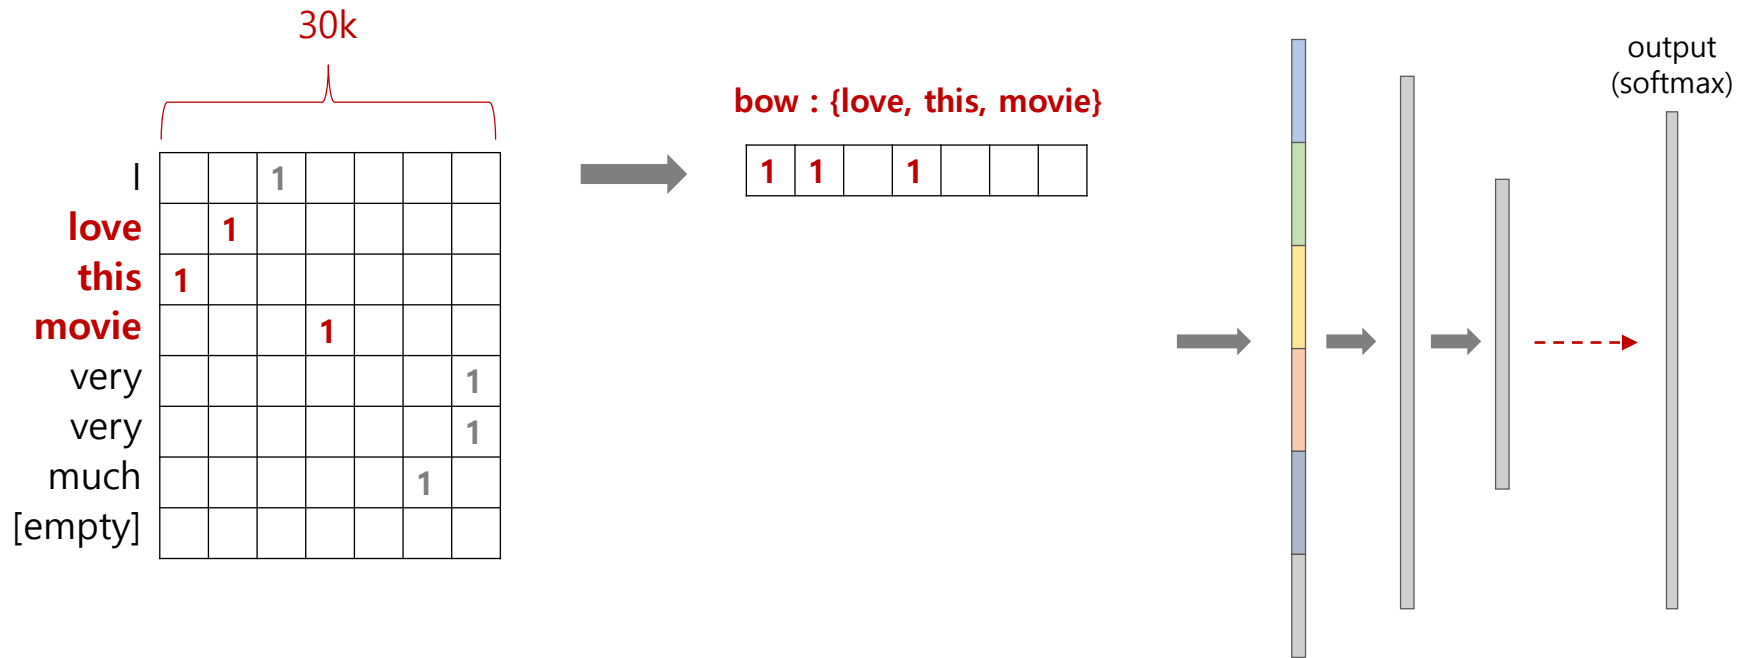 30k
bow : {love, this, movie}
output
(softmax)
I 1
love 1
this 1
movie 1
very 1
very 1
much 1
[empty]
1 1 1